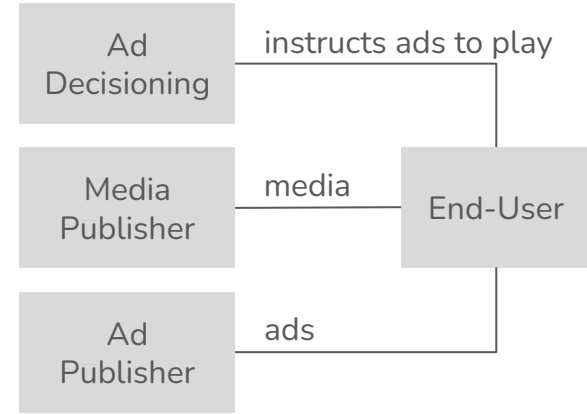 Ad
Decisioning
instructs ads to play
Media
Publisher
media
End-User
Ad
Publisher
ads